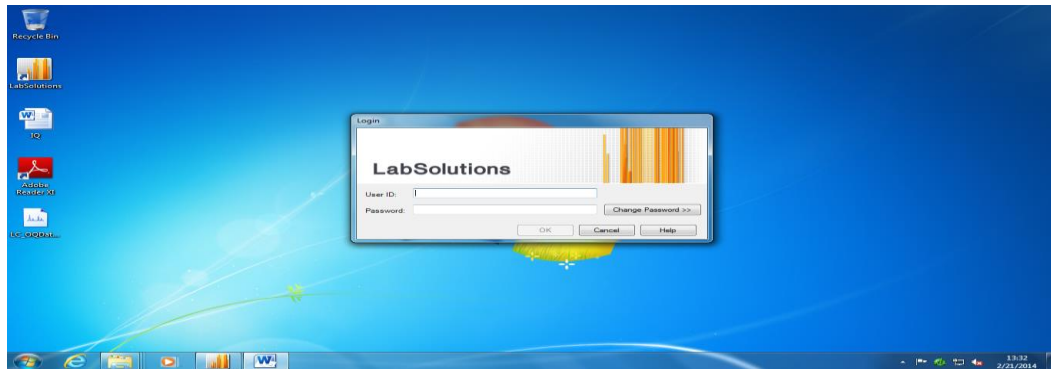 Recycle Bin
LabSolutions
IQ
Adobe
Reader XI
LC_OQDat...
Login
LabSolutions
User ID:
Password:
Change Password >>
OK
Cancel
Help
13:32
2/21/2014